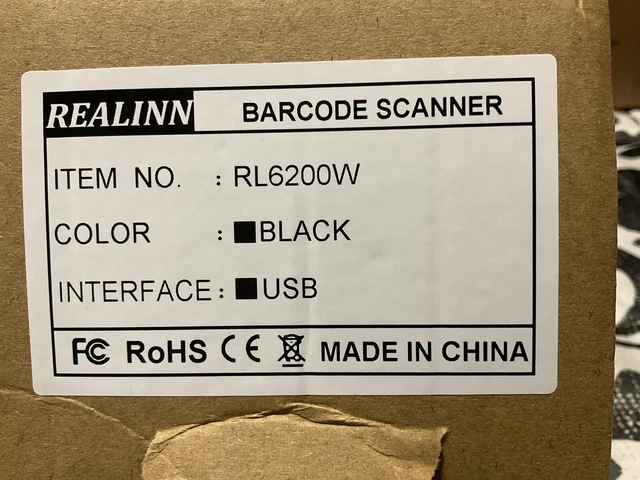 REALINN BARCODE SCANNER
ITEM NO. : RL6200W
COLOR : ■BLACK
INTERFACE: ■USB
FC RoHS CE MADE IN CHINA